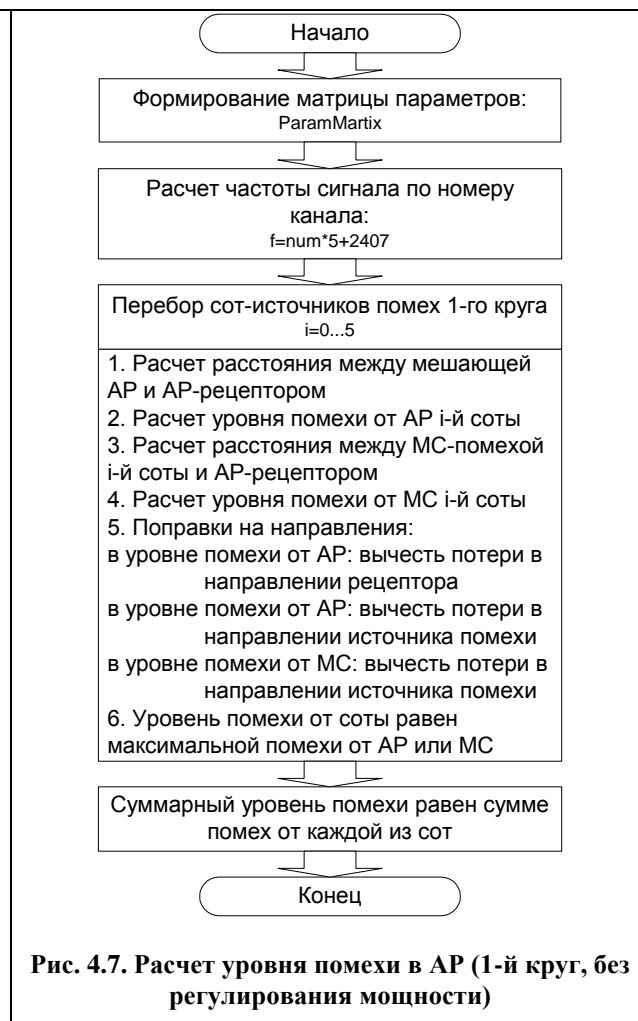 Начало
Формирование матрицы параметров:
ParamMartix
Расчет частоты сигнала по номеру
канала:
f=num*5+2407
Перебор сот-источников помех 1-го круга
i=0...5
1. Расчет расстояния между мешающей
АР и АР-рецептором
2. Расчет уровня помехи от АР i-й соты
3. Расчет расстояния между МС-помехой
i-й соты и АР-рецептором
4. Расчет уровня помехи от МС i-й соты
5. Поправки на направления:
в уровне помехи от АР: вычесть потери в
направлении рецептора
в уровне помехи от АР: вычесть потери в
направлении источника помехи
в уровне помехи от МС: вычесть потери в
направлении источника помехи
6. Уровень помехи от соты равен
максимальной помехи от АР или МС
Суммарный уровень помехи равен сумме
помех от каждой из сот
Конец
Рис. 4.7. Расчет уровня помехи в АР (1-й круг, без
регулирования мощности)